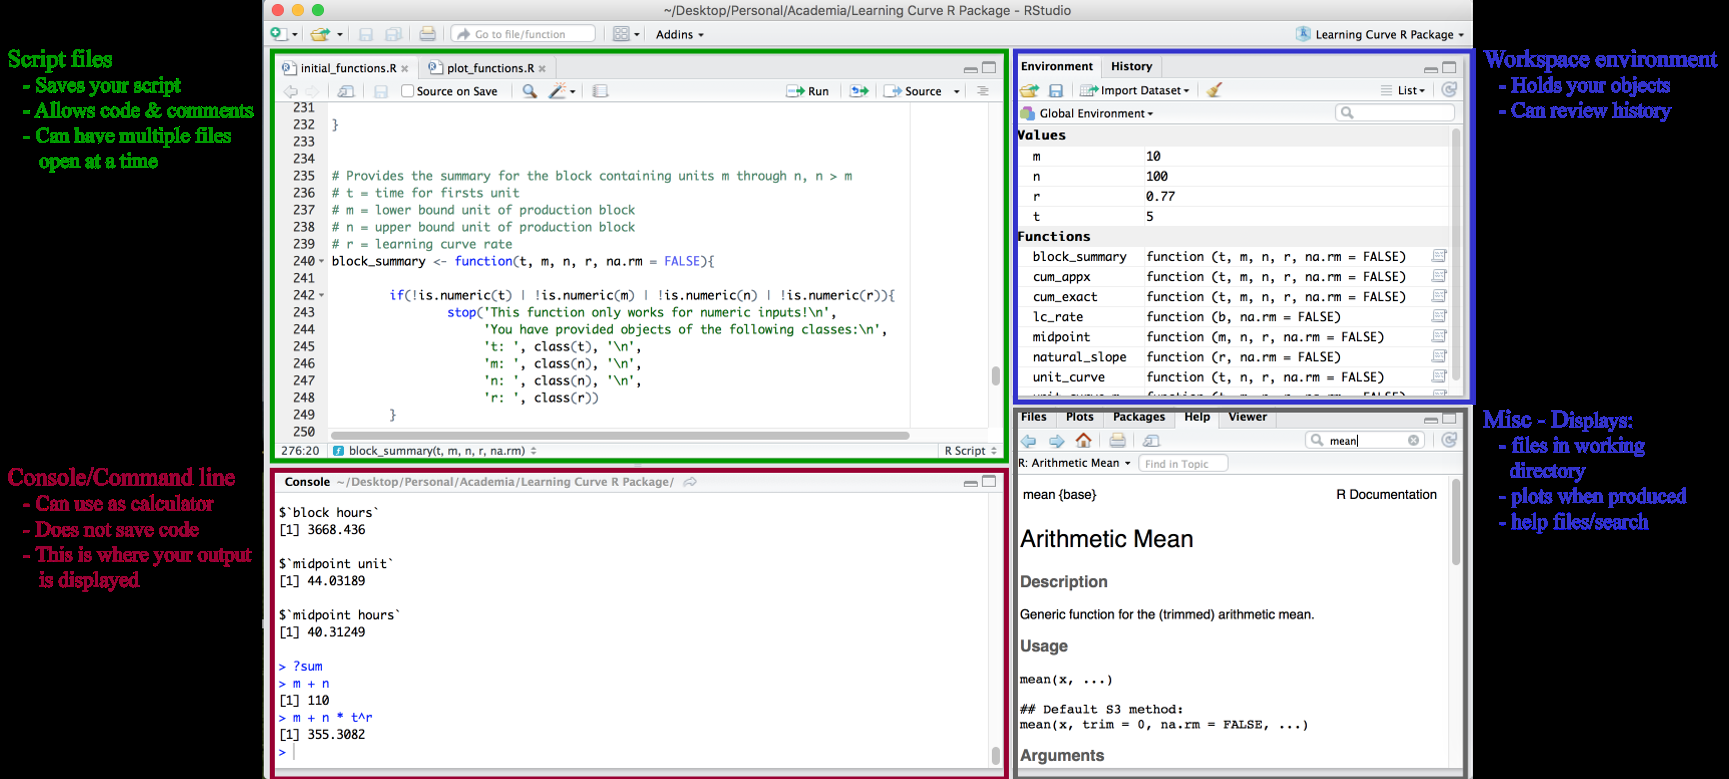 ~/Desktop/Personal/Academia/Learning Curve R Package - RStudio
Go to file/function
Addins
Learning Curve R Package
Script files
- Saves your script
- Allows code & comments
- Can have multiple files
open at a time
initial_functions.R
plot_functions.R
Source on Save
Run
Source
231
232 }
233
234
235 # Provides the summary for the block containing units m through n, n > m
236 # t = time for firsts unit
237 # m = lower bound unit of production block
238 # n = upper bound unit of production block
239 # r = learning curve rate
240 block_summary <- function(t, m, n, r, na.rm = FALSE){
241
242 if(!is.numeric(t) | !is.numeric(m) | !is.numeric(n) | !is.numeric(r)){
243 stop('This function only works for numeric inputs!\n',
244 'You have provided objects of the following classes:\n',
245 't: ', class(t), '\n',
246 'm: ', class(n), '\n',
247 'n: ', class(n), '\n',
248 'r: ', class(r))
249 }
250
276:20 block_summary(t, m, n, r, na.rm)
R Script
Console/Command line
- Can use as calculator
- Does not save code
- This is where your output
is displayed
Console ~/Desktop/Personal/Academia/Learning Curve R Package/
$`block hours`
[1] 3668.436
$`midpoint unit`
[1] 44.03189
$`midpoint hours`
[1] 40.31249
> ?sum
> m + n
[1] 110
> m + n * t^r
[1] 355.3082
>
Workspace environment
- Holds your objects
- Can review history
Environment History
Import Dataset
List
Global Environment
Values
m 10
n 100
r 0.77
t 5
Functions
block_summary function (t, m, n, r, na.rm = FALSE)
cum_appx function (t, m, n, r, na.rm = FALSE)
cum_exact function (t, m, n, r, na.rm = FALSE)
lc_rate function (b, na.rm = FALSE)
midpoint function (m, n, r, na.rm = FALSE)
natural_slope function (r, na.rm = FALSE)
unit_curve function (t, n, r, na.rm = FALSE)
Misc - Displays:
- files in working
directory
- plots when produced
- help files/search
Files Plots Packages Help Viewer
mean
R: Arithmetic Mean
Find in Topic
mean {base}
R Documentation
Arithmetic Mean
Description
Generic function for the (trimmed) arithmetic mean.
Usage
mean(x, ...)
## Default S3 method:
mean(x, trim = 0, na.rm = FALSE, ...)
Arguments